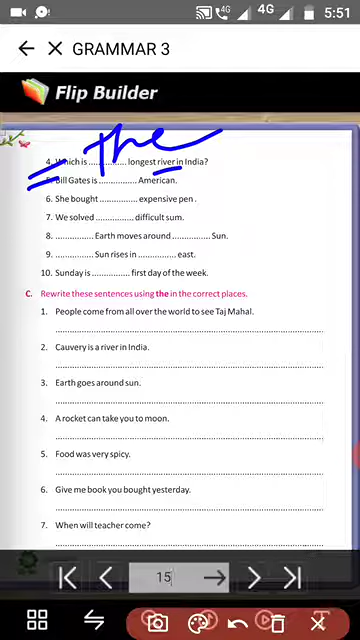 4G 4G 5:51
GRAMMAR 3
Flip Builder
the
4. Which is ................ longest river in India?
5. Bill Gates is ................ American.
6. She bought ................ expensive pen .
7. We solved ................ difficult sum.
8. ................ Earth moves around ................ Sun.
9. ................ Sun rises in ................ east.
10. Sunday is ................ first day of the week.
C. Rewrite these sentences using the in the correct places.
1. People come from all over the world to see Taj Mahal.
2. Cauvery is a river in India.
3. Earth goes around sun.
4. A rocket can take you to moon.
5. Food was very spicy.
6. Give me book you bought yesterday.
7. When will teacher come?
15